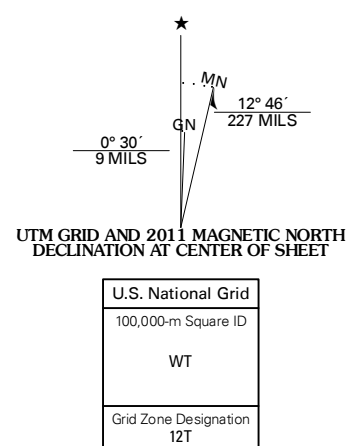 ★
MN
12° 46´
227 MILS
GN
0° 30´
9 MILS
UTM GRID AND 2011 MAGNETIC NORTH
DECLINATION AT CENTER OF SHEET
U.S. National Grid
100,000-m Square ID
WT
Grid Zone Designation
12T